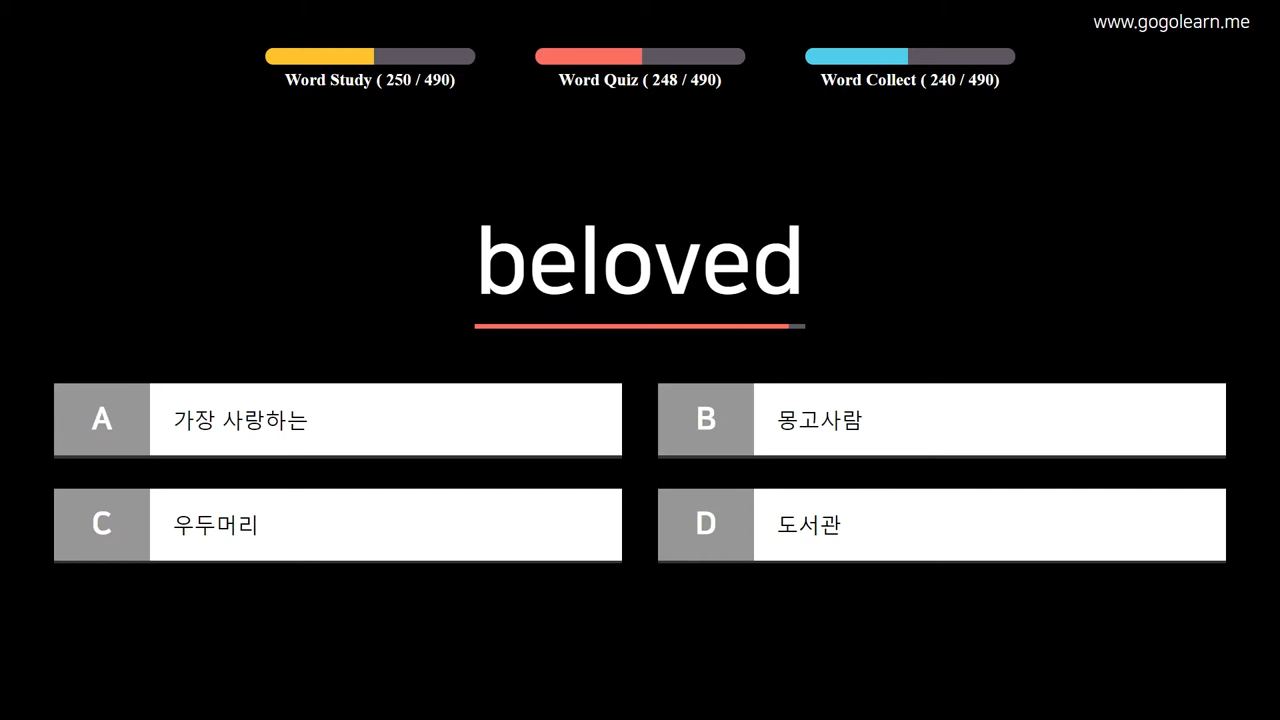 www.gogolearn.me
Word Study ( 250 / 490)
Word Quiz ( 248 / 490)
Word Collect ( 240 / 490)
beloved
A 가장 사랑하는
B 몽고사람
C 우두머리
D 도서관